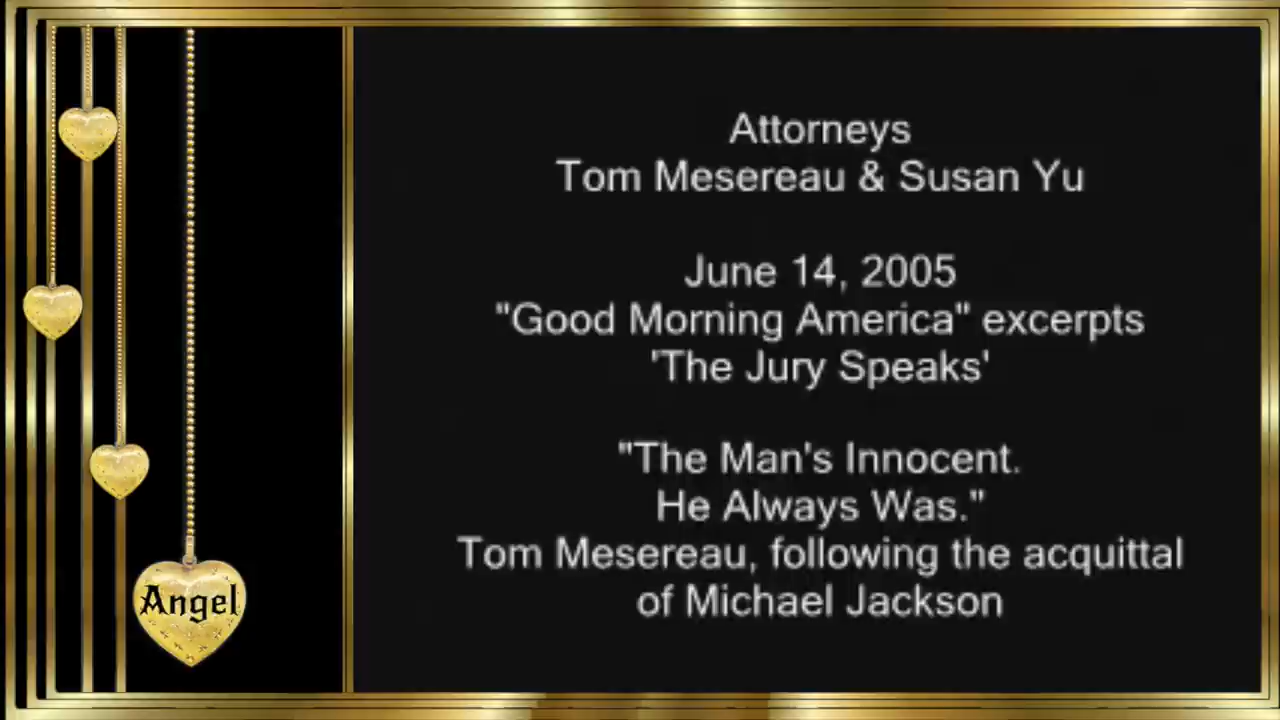 Attorneys
Tom Mesereau & Susan Yu
June 14, 2005
"Good Morning America" excerpts
'The Jury Speaks'
"The Man's Innocent.
He Always Was."
Tom Mesereau, following the acquittal
of Michael Jackson
Angel